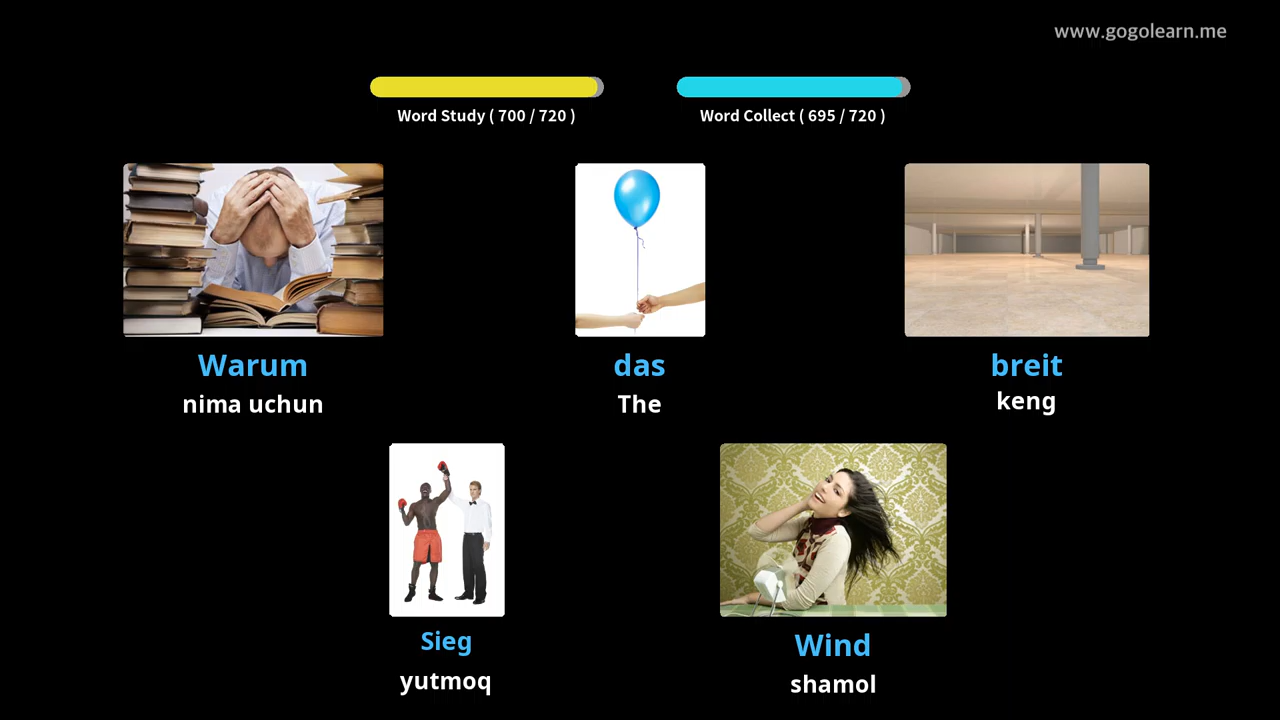 www.gogolearn.me
Word Study ( 700 / 720 )
Word Collect ( 695 / 720 )
Warum
nima uchun
das
The
breit
keng
Sieg
yutmoq
Wind
shamol